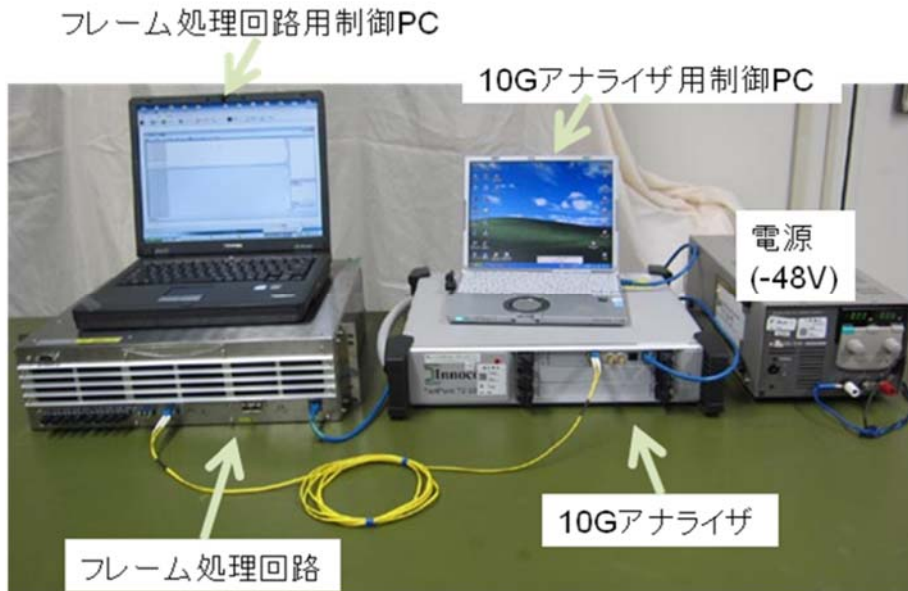 フレーム処理回路用制御PC
10Gアナライザ用制御PC
電源
(-48V)
TOSHIBA
Innoco
10Gアナライザ
フレーム処理回路